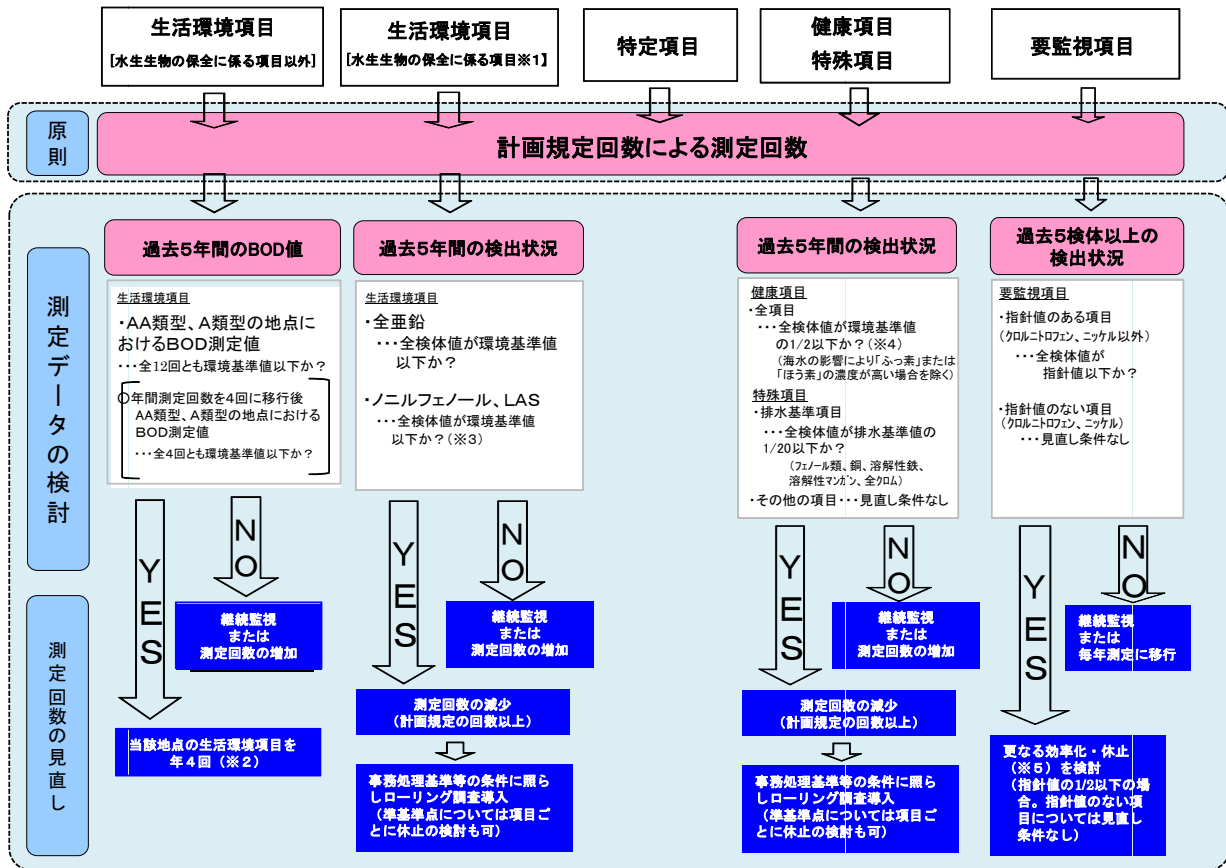 生活環境項目
[水生生物の保全に係る項目以外]
生活環境項目
[水生生物の保全に係る項目※1】
特定項目
健康項目
特殊項目
要監視項目
原則
計画規定回数による測定回数
測定データの検討
過去5年間のBOD値
生活環境項目
・AA類型、A類型の地点に
おけるBOD測定値
・・・全12回とも環境基準値以下か？
○年間測定回数を4回に移行後
AA類型、A類型の地点における
BOD測定値
・・・全4回とも環境基準値以下か？
YES
NO
過去5年間の検出状況
生活環境項目
・全亜鉛
・・・全検体値が環境基準値
以下か？
・ノニルフェノール、LAS
・・・全検体値が環境基準値
以下か？（※3）
YES
NO
過去5年間の検出状況
健康項目
・全項目
・・・全検体値が環境基準値
の1/2以下か？（※4）
（海水の影響により「ふっ素」または
「ほう素」の濃度が高い場合を除く）
特殊項目
・排水基準項目
・・・全検体値が排水基準値の
1/20以下か？
（フェノール類、銅、溶解性鉄、
溶解性マンガン、全クロム）
・その他の項目・・・見直し条件なし
YES
NO
過去5検体以上の
検出状況
要監視項目
・指針値のある項目
（クロルニトロフェン、ニッケル以外）
・・・全検体値が
指針値以下か？
・指針値のない項目
（クロルニトロフェン、ニッケル）
・・・見直し条件なし
YES
NO
測定回数の見直し
継続監視
または
測定回数の増加
当該地点の生活環境項目を
年４回（※２）
継続監視
または
測定回数の増加
測定回数の減少
（計画規定の回数以上）
事務処理基準等の条件に照ら
しローリング調査導入
（準基準点については項目ご
とに休止の検討も可）
継続監視
または
測定回数の増加
測定回数の減少
（計画規定の回数以上）
事務処理基準等の条件に照ら
しローリング調査導入
（準基準点については項目ご
とに休止の検討も可）
継続監視
または
毎年測定に移行
更なる効率化・休止
（※５）を検討
（指針値の1/2以下の場
合。指針値のない項
目については見直し
条件なし）